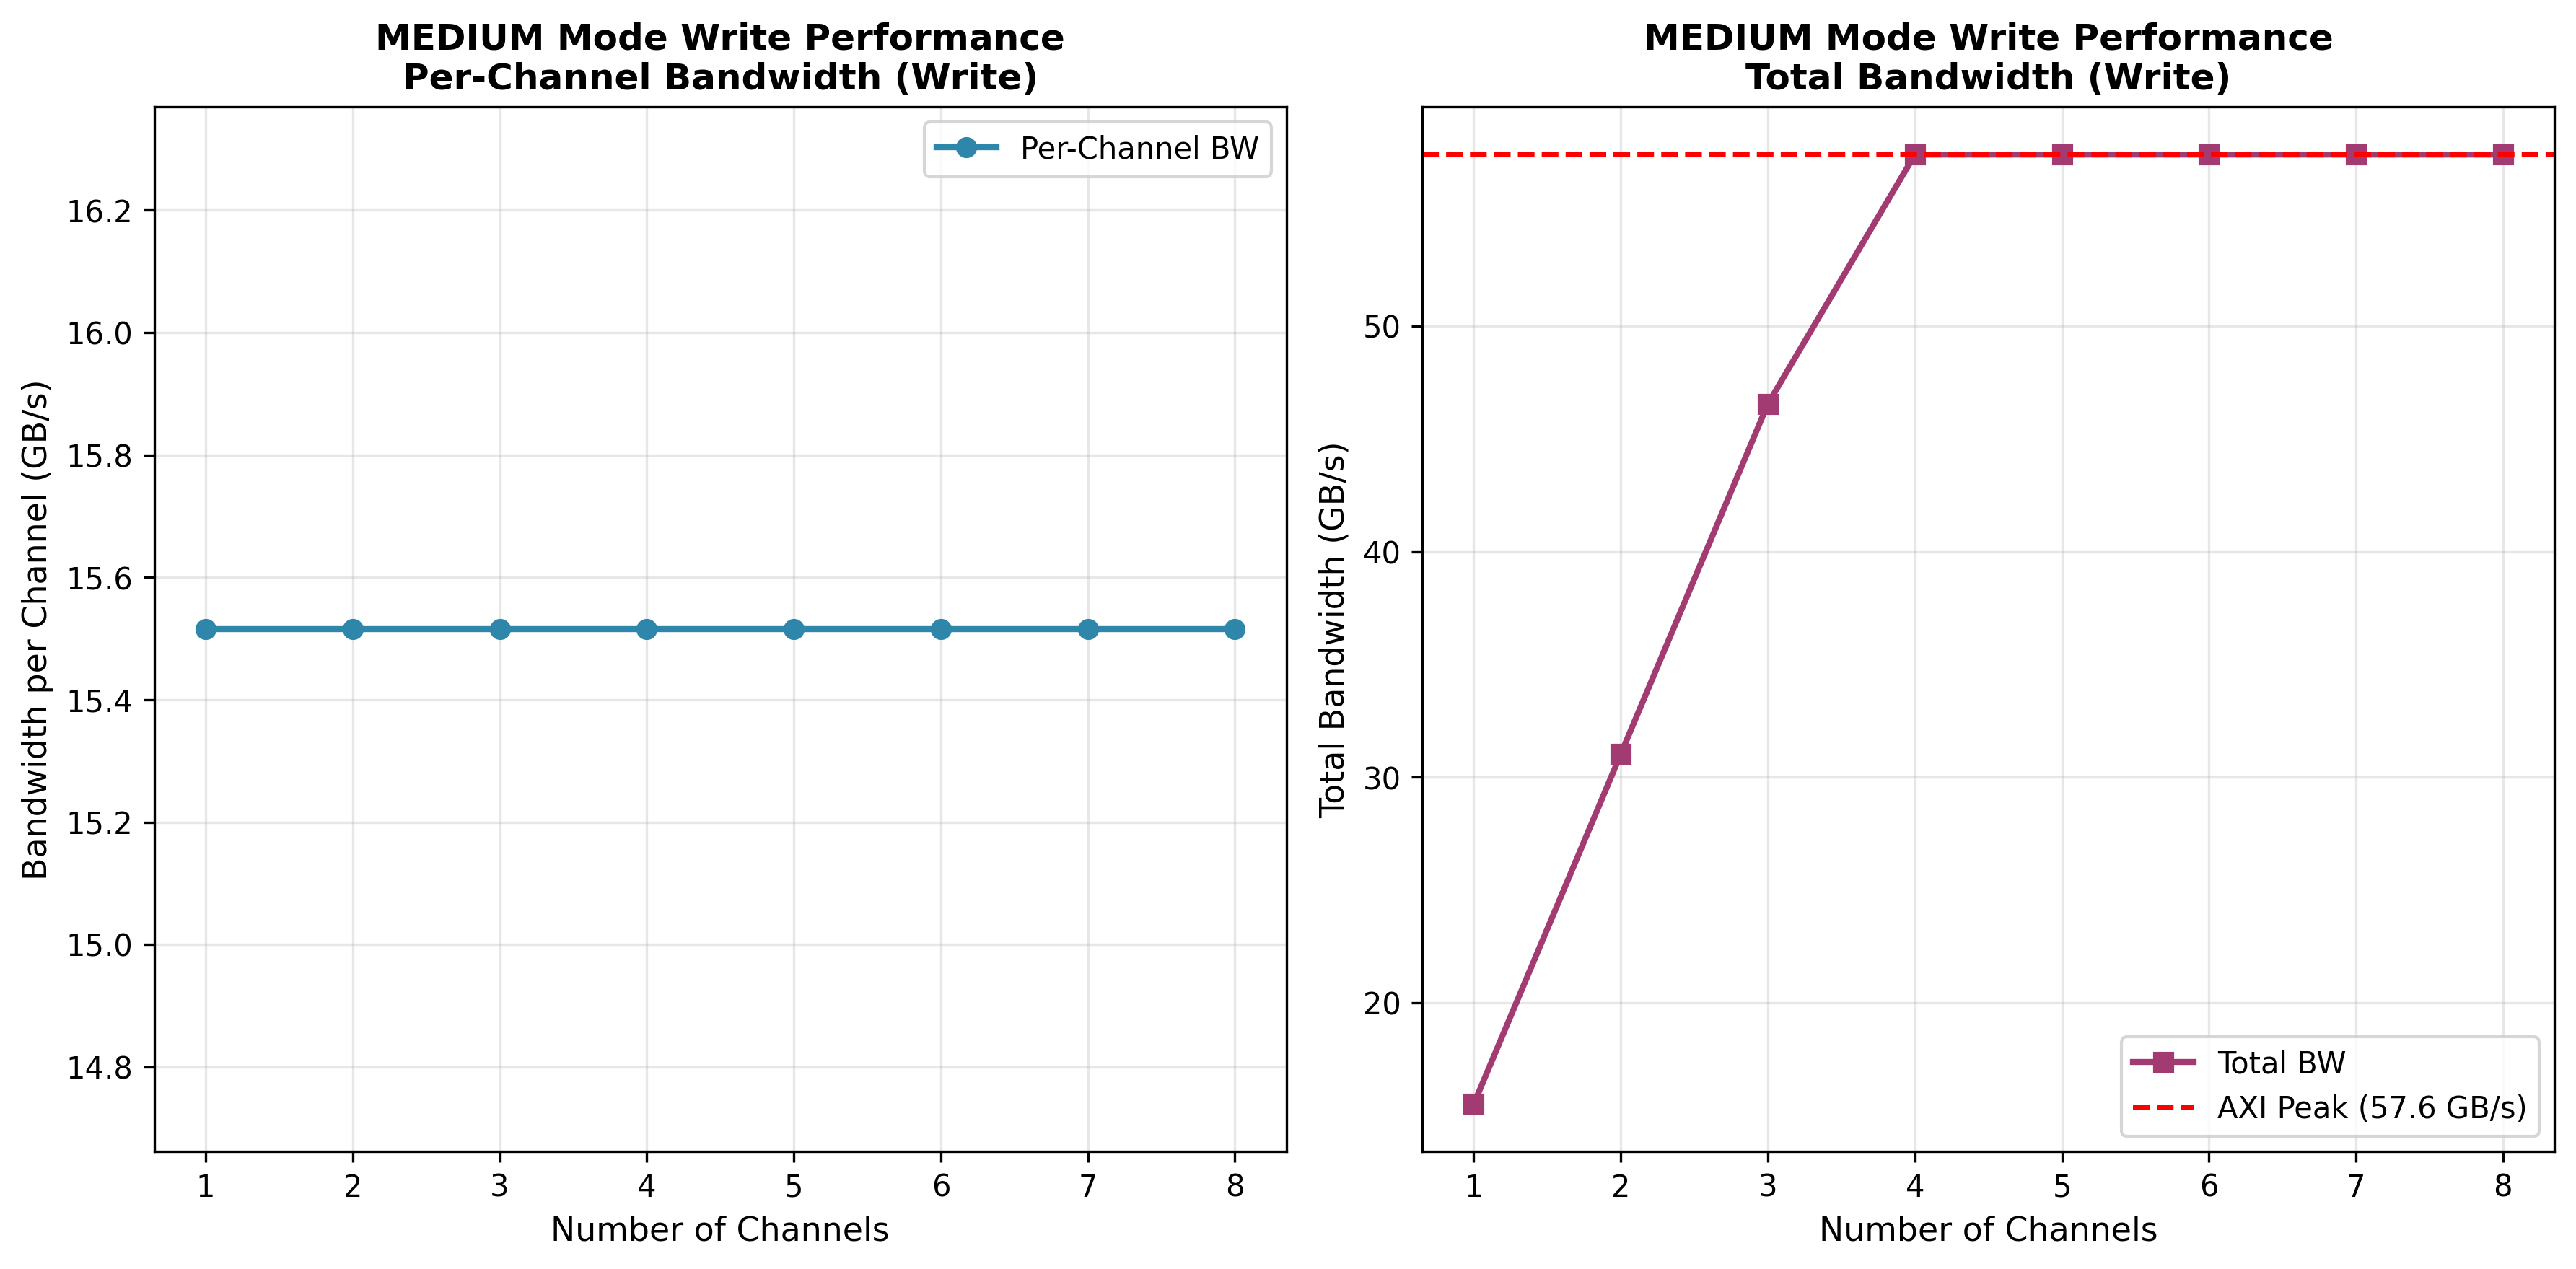 MEDIUM Mode Write Performance
Per-Channel Bandwidth (Write)
Per-Channel BW
16.2
16.0
15.8
15.6
15.4
15.2
15.0
14.8
Bandwidth per Channel (GB/s)
1 2 3 4 5 6 7 8
Number of Channels
MEDIUM Mode Write Performance
Total Bandwidth (Write)
50
40
30
20
Total Bandwidth (GB/s)
Total BW
AXI Peak (57.6 GB/s)
1 2 3 4 5 6 7 8
Number of Channels